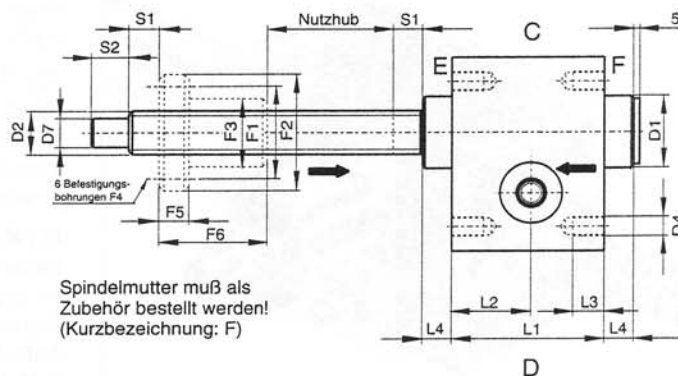 S1
Nutzhub
S1
C
5
S2
E
F
D2
D7
F3
F1
F2
D1
6 Befestigungs-
bohrungen F4
F5
F6
D4
Spindelmutter muß als
Zubehör bestellt werden!
(Kurzbezeichnung: F)
L2
L3
L4
L1
L4
D